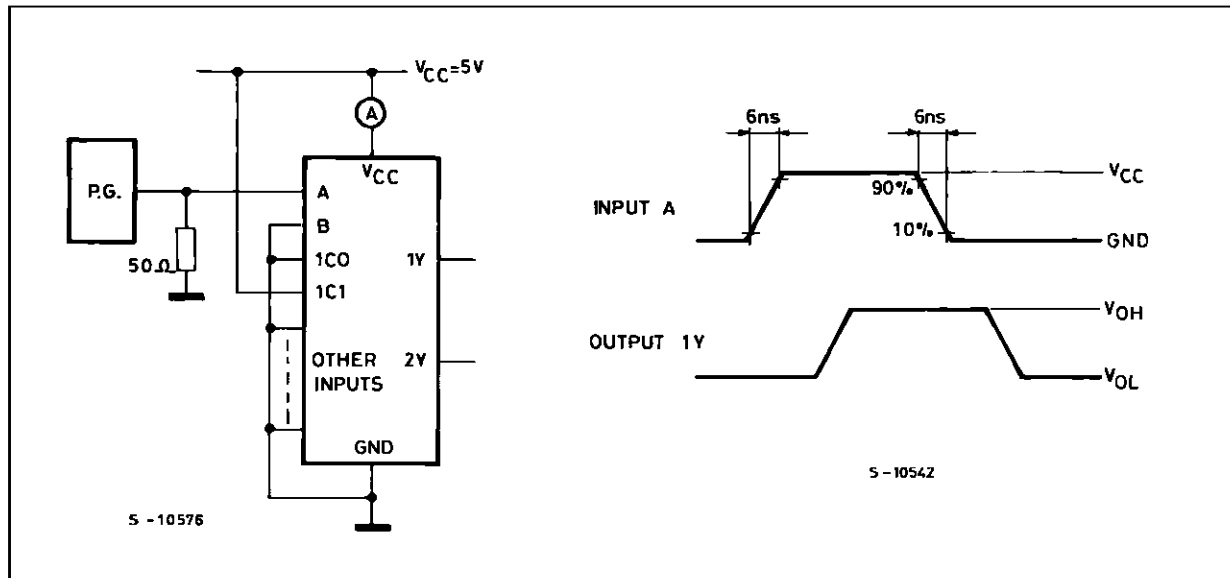 VCC=5V
A
P.G.
VCC
A
B
1C0
1Y
1C1
50Ω
OTHER
INPUTS
2Y
GND
S-10576
6ns
6ns
VCC
90%
INPUT A
10%
GND
VOH
OUTPUT 1Y
VOL
S-10542